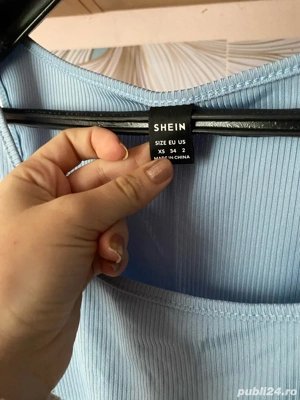 SHEIN
SIZE EU US
XS 34 2
MADE IN CHINA
publi24.ro